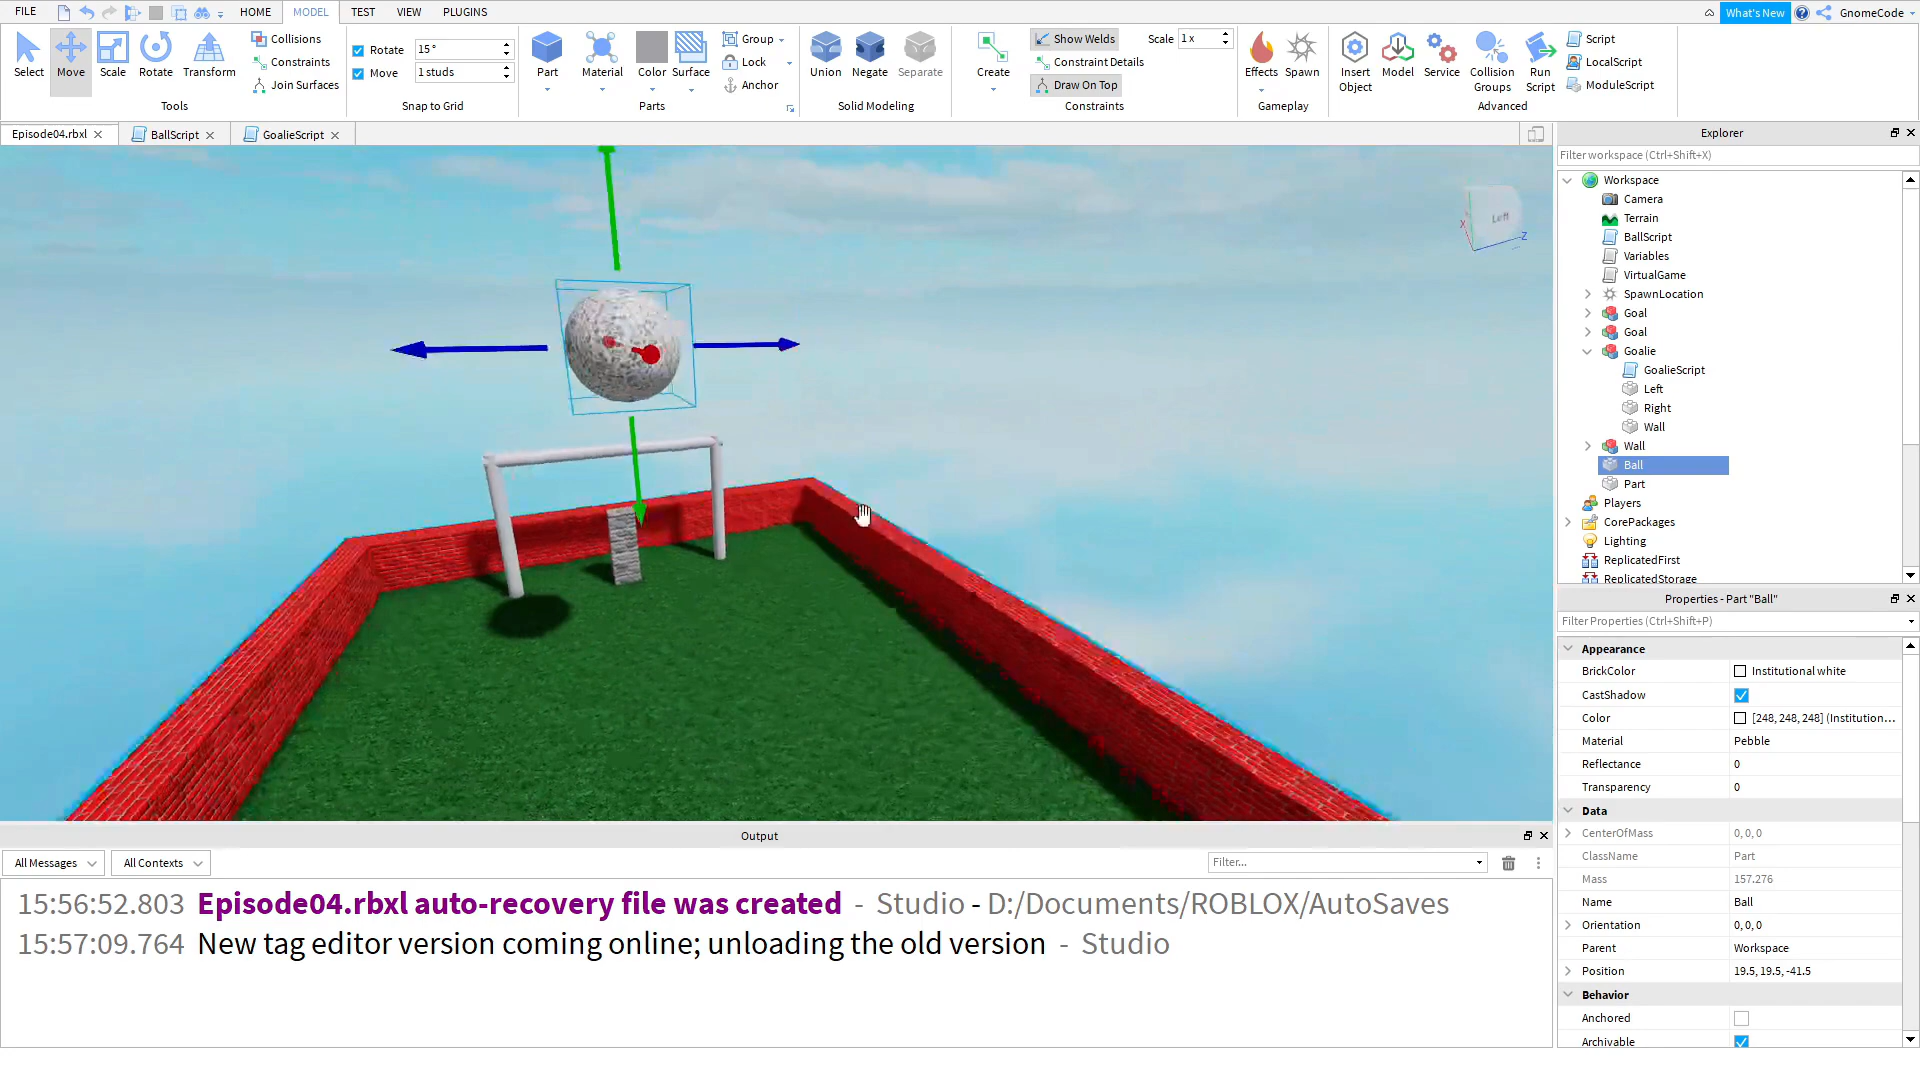 FILE HOME MODEL TEST VIEW PLUGINS What's New GnomeCode
Select Move Scale Rotate Transform
Collisions
Constraints
Join Surfaces
Tools
Rotate 15 °
Move 1 studs
Snap to Grid
Part Material Color Surface
Group
Lock
Anchor
Parts
Union Negate Separate
Solid Modeling
Create
Show Welds
Constraint Details
Draw On Top
Scale 1 x
Constraints
Effects Spawn
Gameplay
Insert Object
Model
Service
Collision Groups
Run Script
Script
LocalScript
ModuleScript
Advanced
Episode04.rbxl BallScript GoalieScript
Left
X
Z
Explorer
Filter workspace (Ctrl+Shift+X)
Workspace
Camera
Terrain
BallScript
Variables
VirtualGame
SpawnLocation
Goal
Goal
Goalie
GoalieScript
Left
Right
Wall
Wall
Ball
Part
Players
CorePackages
Lighting
ReplicatedFirst
ReplicatedStorage
Properties - Part "Ball"
Filter Properties (Ctrl+Shift+P)
Appearance
BrickColor Institutional white
CastShadow
Color [248, 248, 248] (Institution...
Material Pebble
Reflectance 0
Transparency 0
Data
CenterOfMass 0, 0, 0
ClassName Part
Mass 157.276
Name Ball
Orientation 0, 0, 0
Parent Workspace
Position 19.5, 19.5, -41.5
Behavior
Anchored
Archivable
Output
All Messages All Contexts Filter...
15:56:52.803 Episode04.rbxl auto-recovery file was created - Studio - D:/Documents/ROBLOX/AutoSaves
15:57:09.764 New tag editor version coming online; unloading the old version - Studio